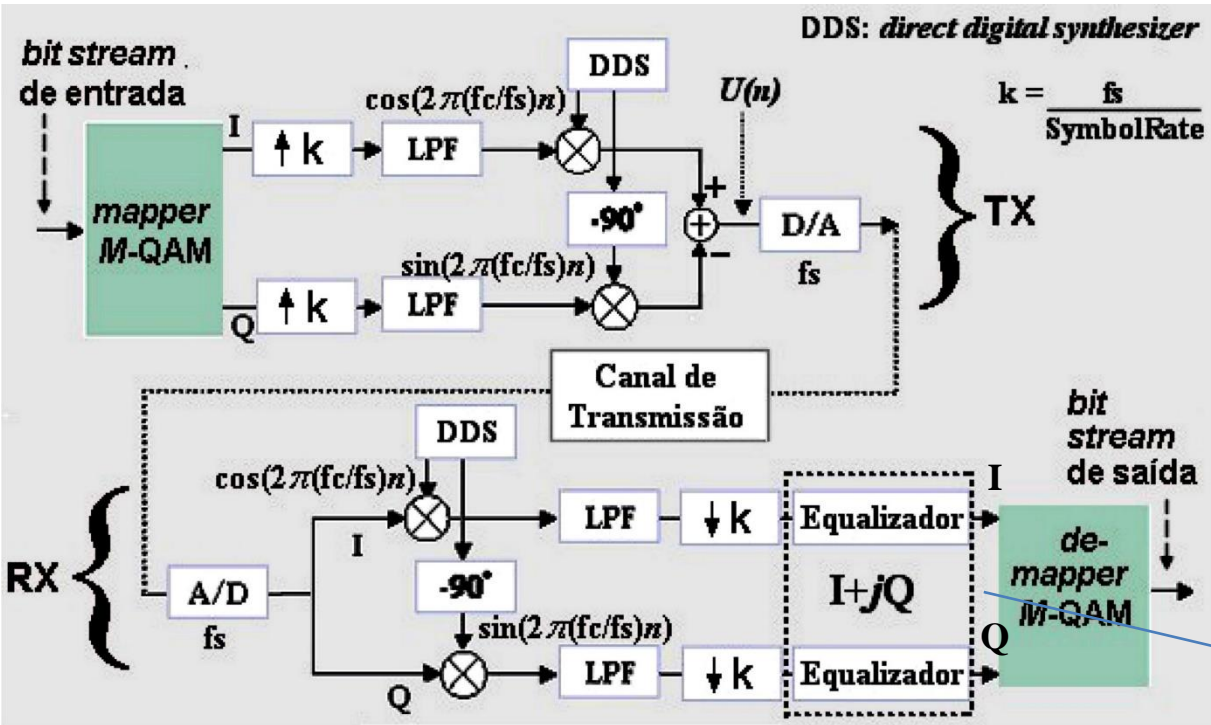 DDS: direct digital synthesizer
k = fs
SymbolRate
bit stream
de entrada
DDS
cos(2π(fc/fs)n)
U(n)
I
↑ k
LPF
mapper
M-QAM
-90°
+
D/A
fs
TX
sin(2π(fc/fs)n)
−
Q
↑ k
LPF
Canal de
Transmissão
bit
stream
de saída
DDS
cos(2π(fc/fs)n)
I
LPF
↓ k
Equalizador
I
RX
A/D
fs
-90°
I+jQ
de-
mapper
M-QAM
sin(2π(fc/fs)n)
Q
LPF
↓ k
Equalizador
Q